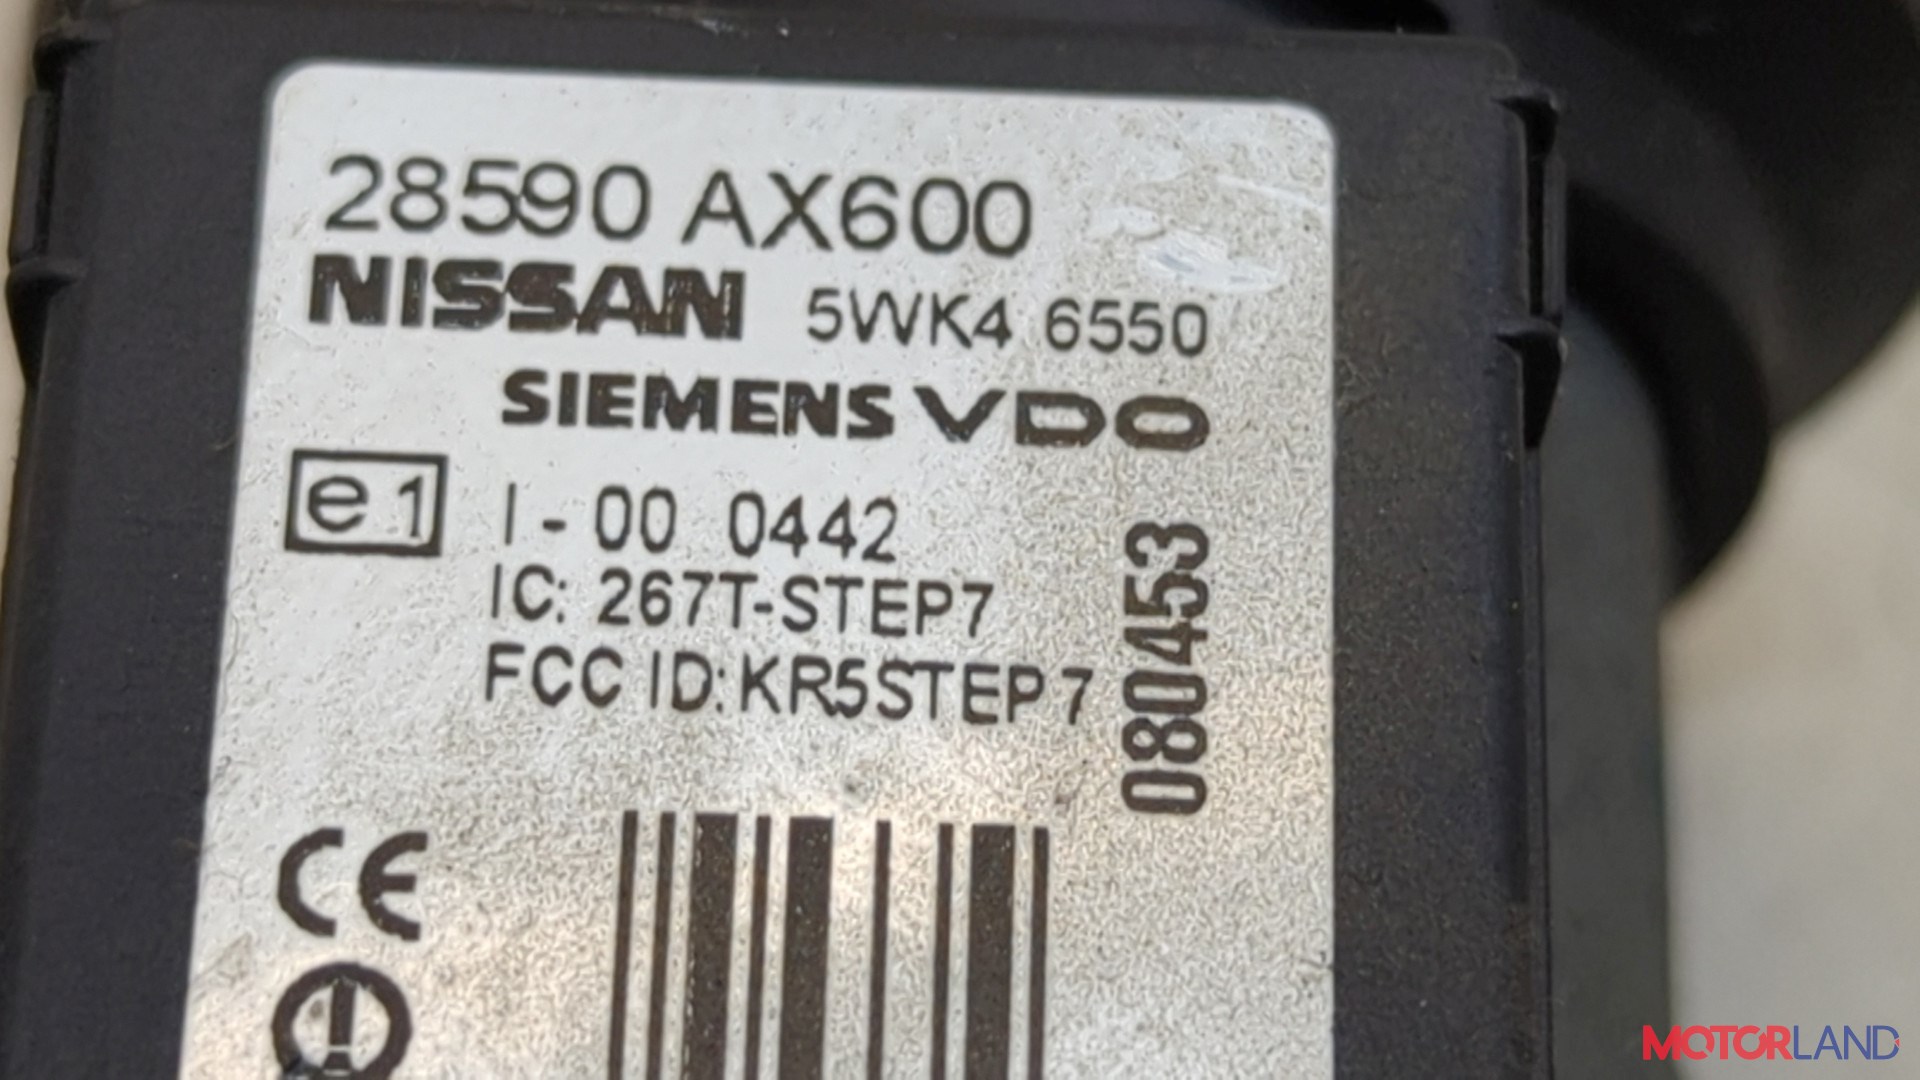 28590 AX600
NISSAN 5WK4 6550
SIEMENS VDO
e1 I - 00 0442
IC: 267T-STEP7
FCC ID: KR5STEP7
080453
CE
MOTORLAND